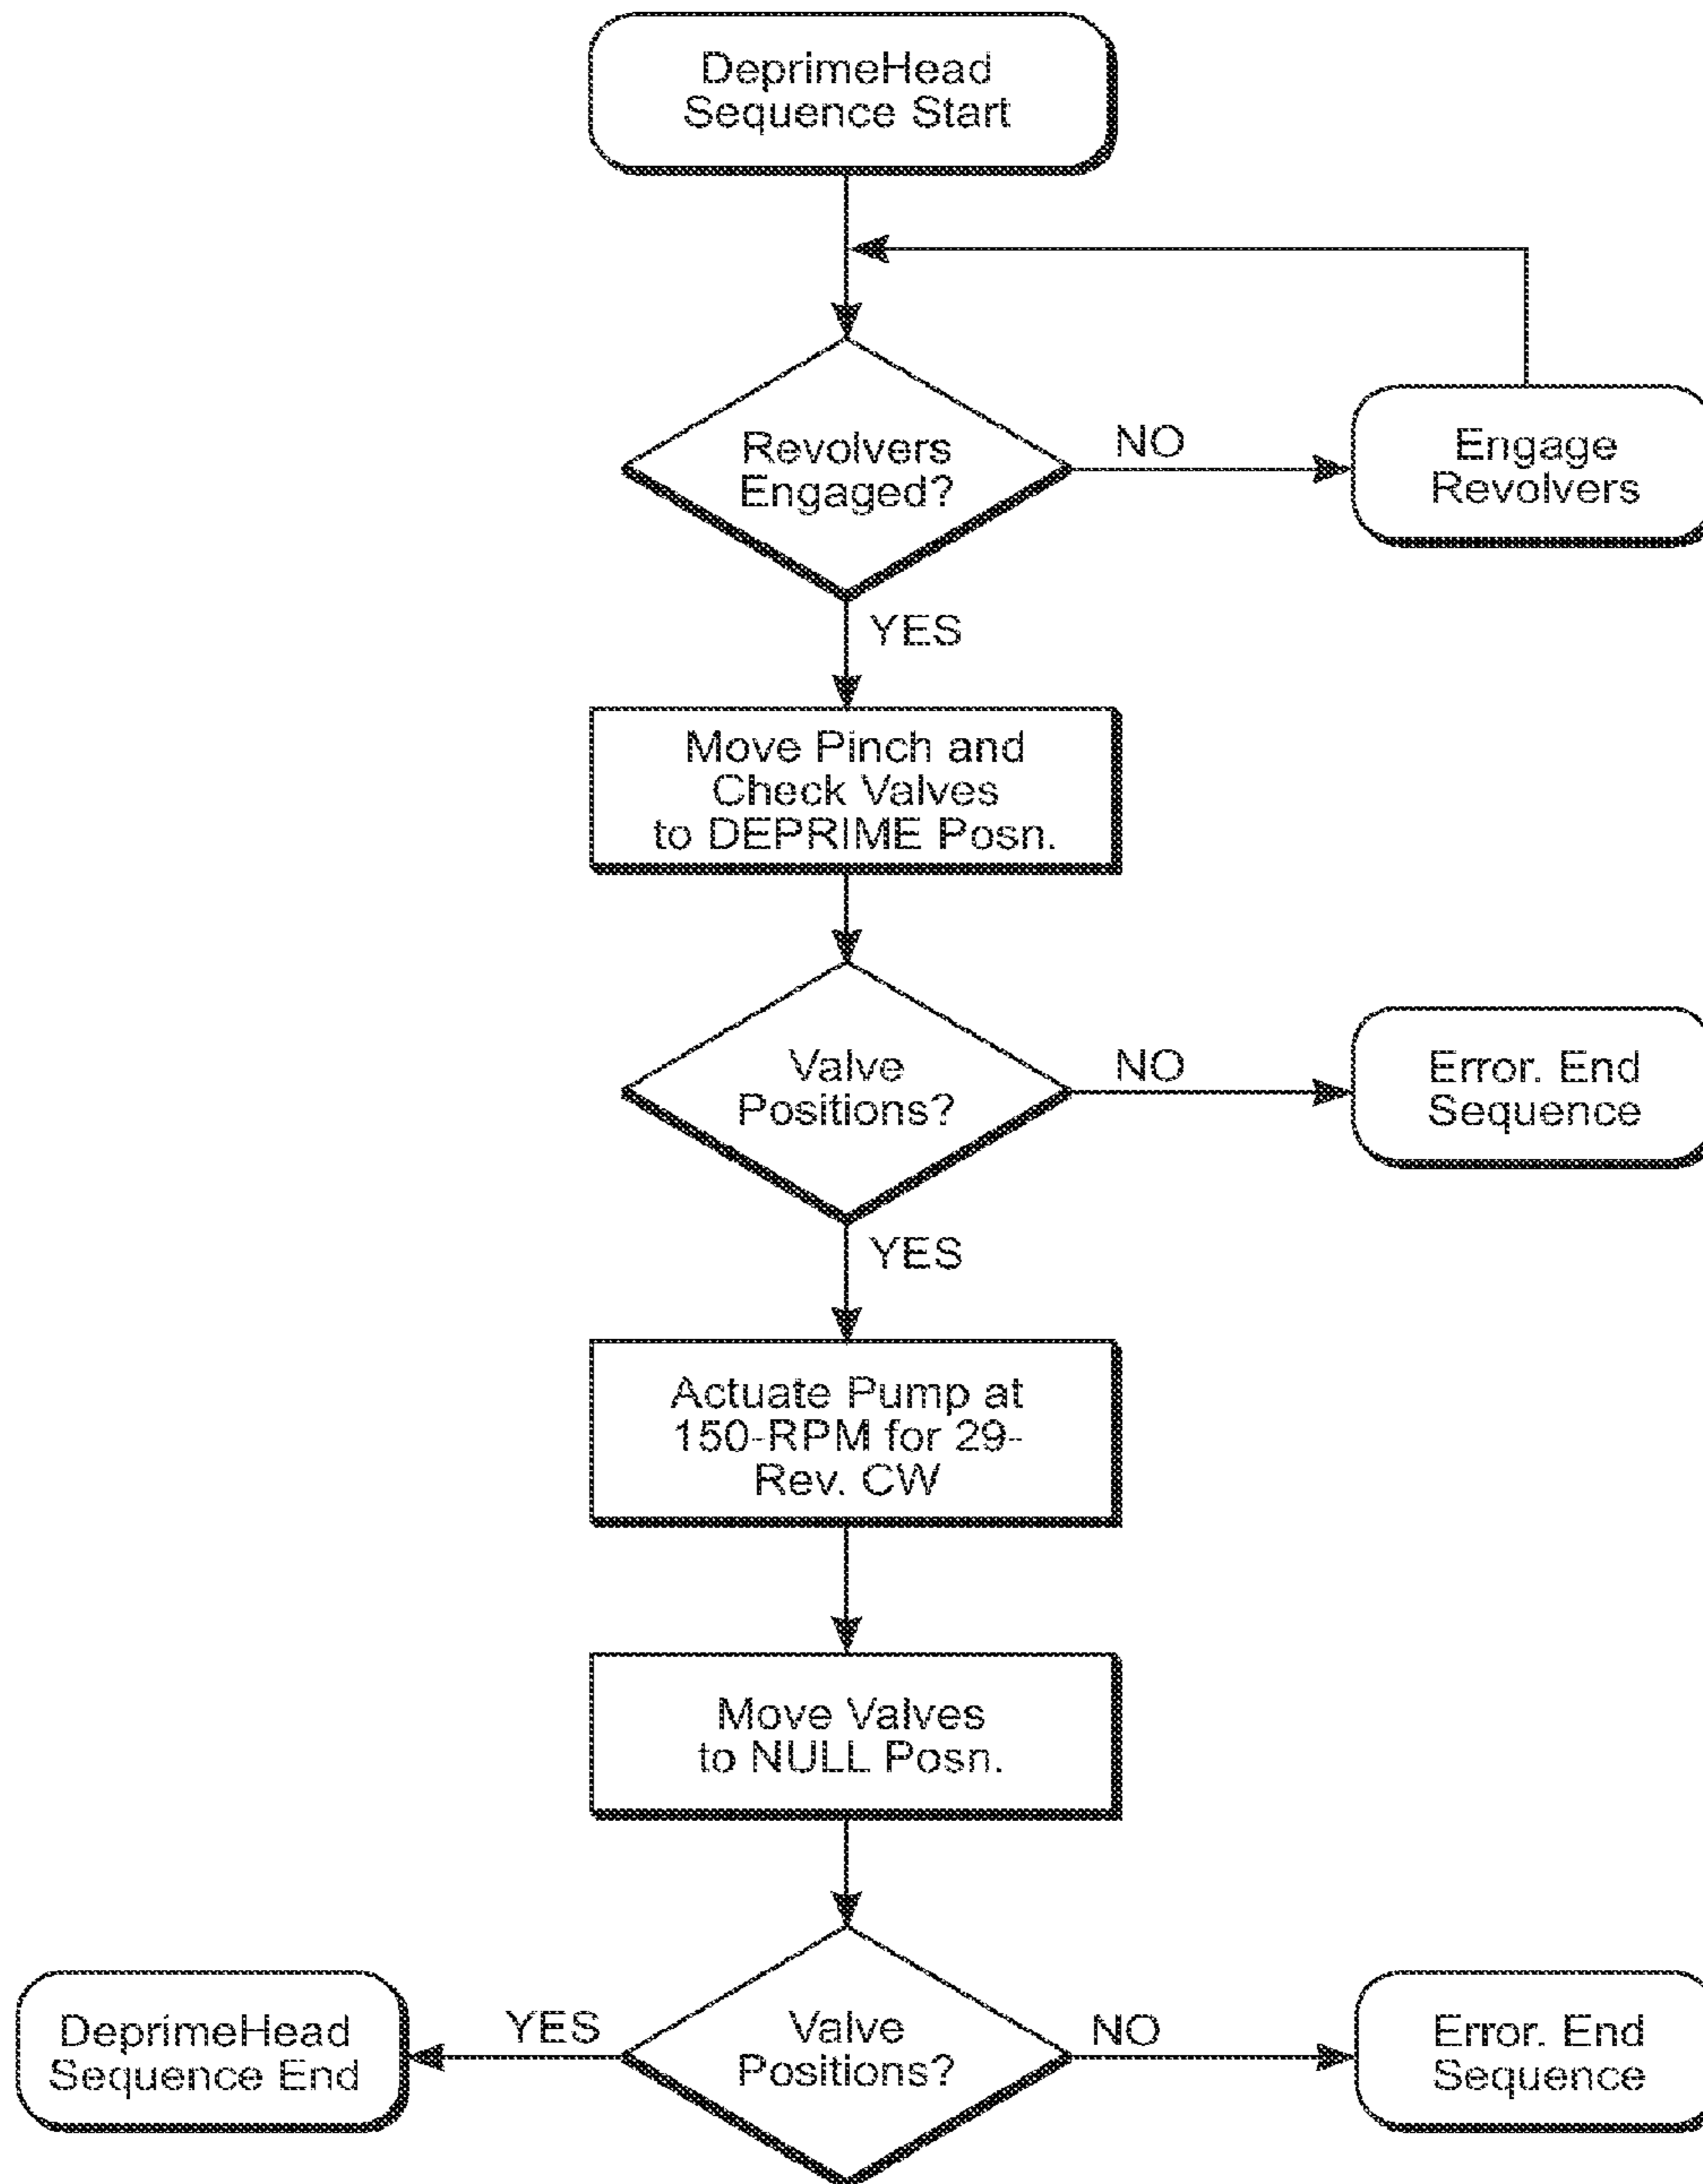 DeprimeHead
Sequence Start
Revolvers
Engaged?
NO
Engage
Revolvers
YES
Move Pinch and
Check Valves
to DEPRIME Posn.
Valve
Positions?
NO
Error. End
Sequence
YES
Actuate Pump at
150-RPM for 29-
Rev. CW
Move Valves
to NULL Posn.
DeprimeHead
Sequence End
YES
Valve
Positions?
NO
Error. End
Sequence